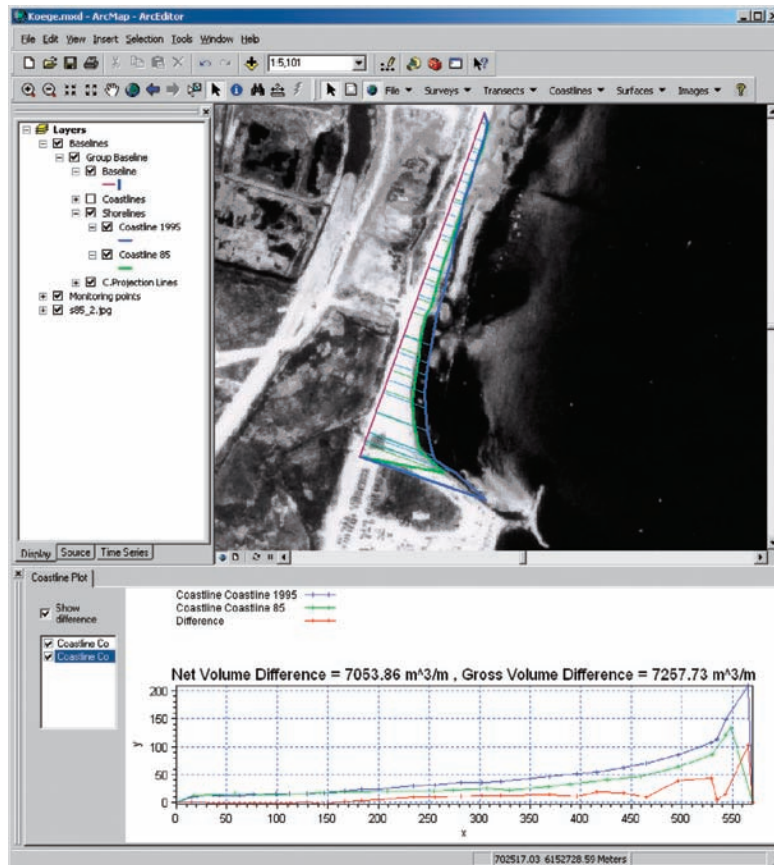 Koege.mxd - ArcMap - ArcEditor
File Edit View Insert Selection Tools Window Help
1:5,101
File Surveys Transects Coastlines Surfaces Images
Layers
Baselines
Group Baseline
Baseline
Coastlines
Shorelines
Coastline 1995
Coastline 85
C.Projection Lines
Monitoring points
s85_2.jpg
Display Source Time Series
Coastline Plot
Show difference
Coastline Co
Coastline Co
Coastline Coastline 1995
Coastline Coastline 85
Difference
Net Volume Difference = 7053.86 m^3/m , Gross Volume Difference = 7257.73 m^3/m
200
150
100
50
0
y
0 50 100 150 200 250 300 350 400 450 500 550
x
702517.03 6152728.59 Meters